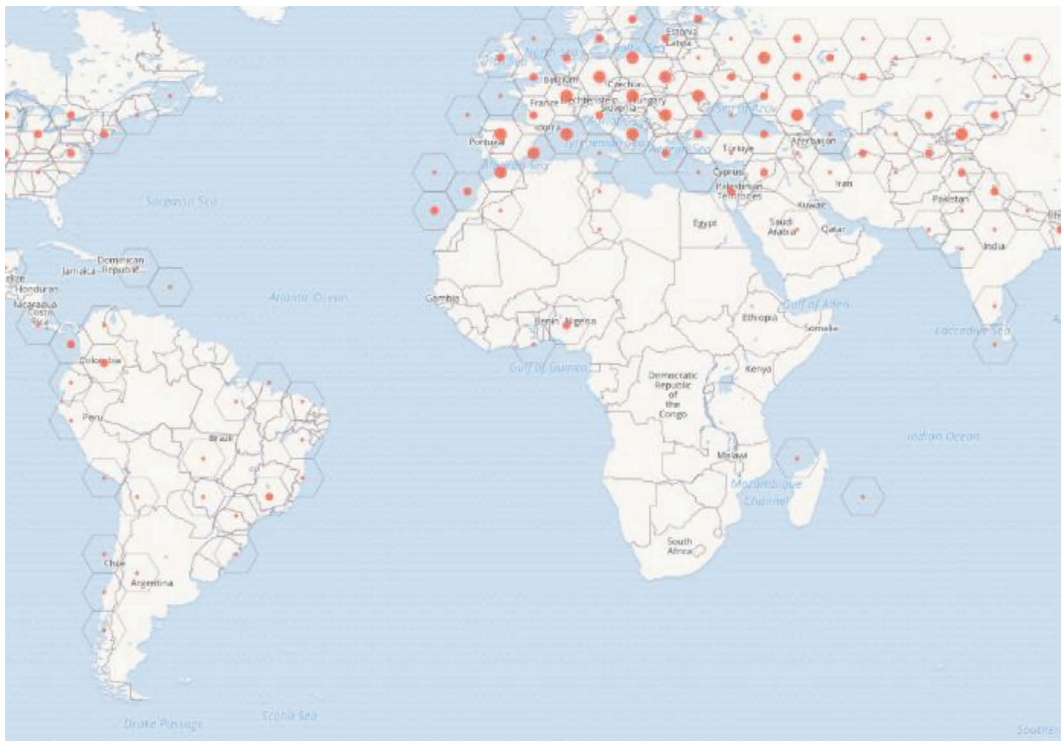 Estonia
Latvia
Belgium
Czechia
France
Liechtenstein
Hungary
Slovenia
Portugal
Türkiye
Azerbaijan
Cyprus
Palestinian
Territories
Iran
Kuwait
Pakistan
Egypt
Saudi
Arabia
Qatar
India
Sargasso Sea
Dominican
Republic
Jamaica
Honduras
Nicaragua
Costa
Rica
Atlantic Ocean
Gambia
Benin
Nigeria
Ethiopia
Gulf of Aden
Somalia
Laccadive Sea
Gulf of Guinea
Colombia
Kenya
Democratic
Republic
of the
Congo
Peru
Brazil
Indian Ocean
Malawi
Mozambique
Channel
South
Africa
Chile
Argentina
Drake Passage
Scotia Sea
Southern